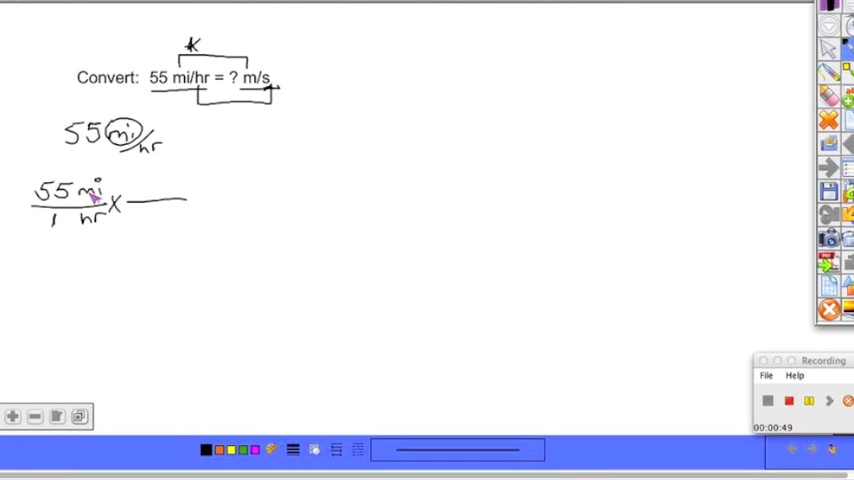 *
Convert: 55 mi/hr = ? m/s
55 mi/hr
55 mi
1 hr
x
Recording
File Help
00:00:49